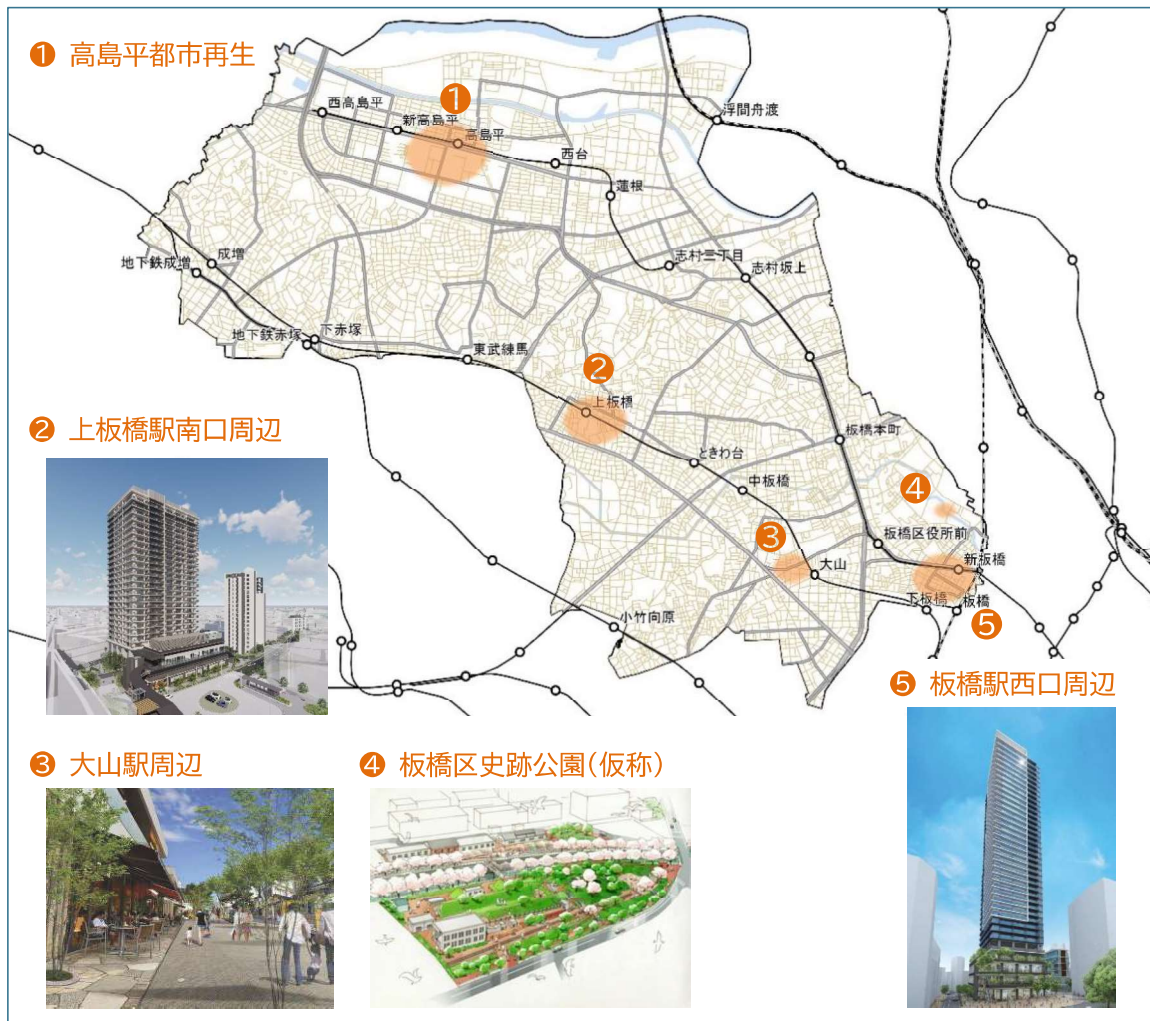 ❶ 高島平都市再生
❶
西高島平
新高島平
高島平
西台
浮間舟渡
蓮根
志村三丁目
志村坂上
成増
地下鉄成増
地下鉄赤塚
下赤塚
東武練馬
❷
上板橋
❷ 上板橋駅南口周辺
ときわ台
板橋本町
中板橋
❹
❸
板橋区役所前
大山
新板橋
下板橋
板橋
❺
小竹向原
❺ 板橋駅西口周辺
❸ 大山駅周辺
❹ 板橋区史跡公園(仮称)